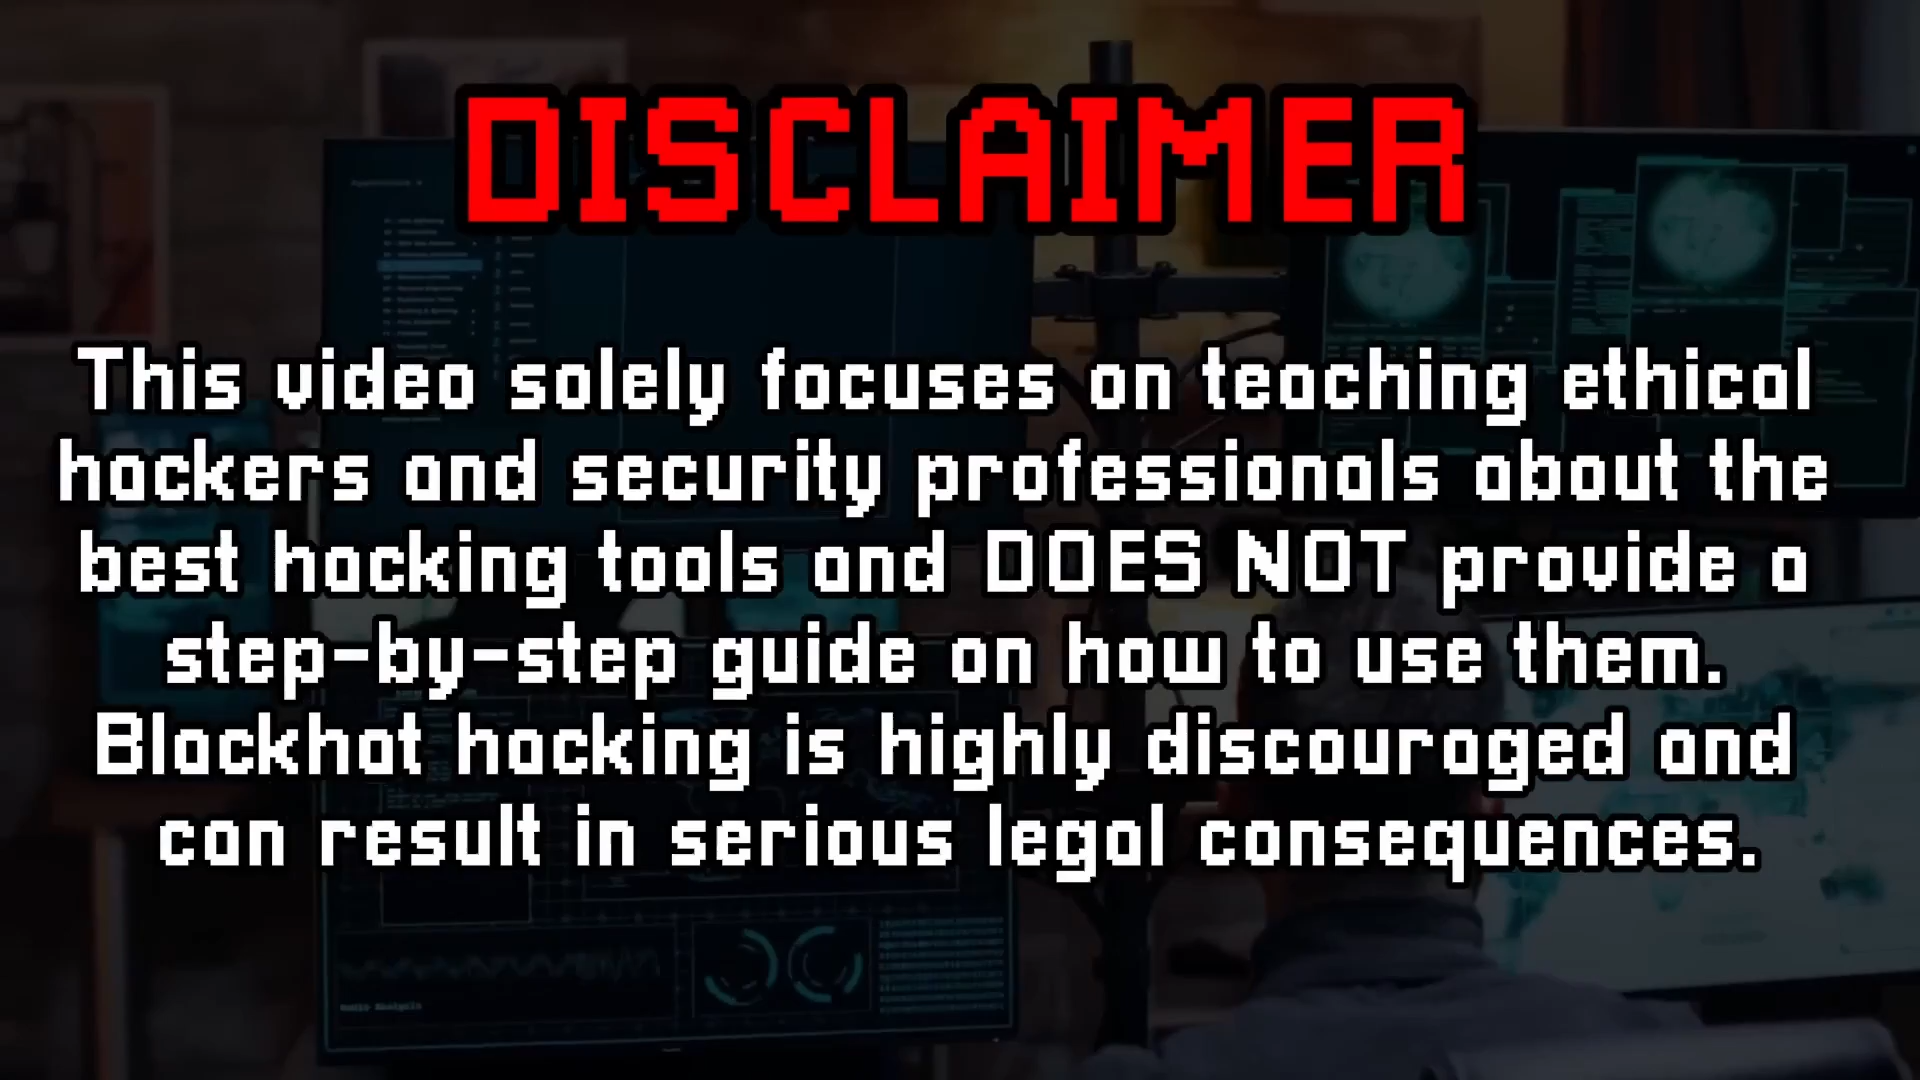 DISCLAIMER
This video solely focuses on teaching ethical
hackers and security professionals about the
best hacking tools and DOES NOT provide a
step-by-step guide on how to use them.
Blackhat hacking is highly discouraged and
can result in serious legal consequences.